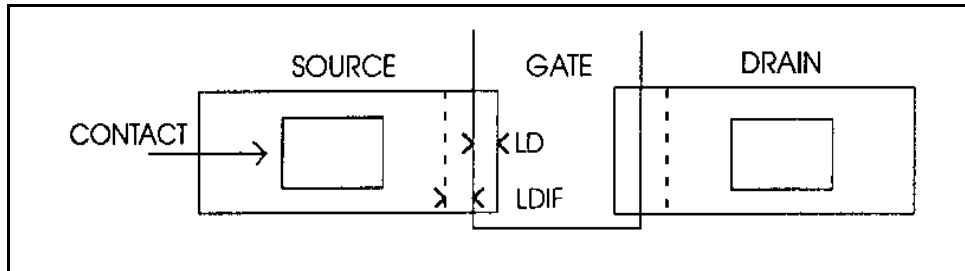 SOURCE GATE DRAIN
CONTACT
LD
LDIF